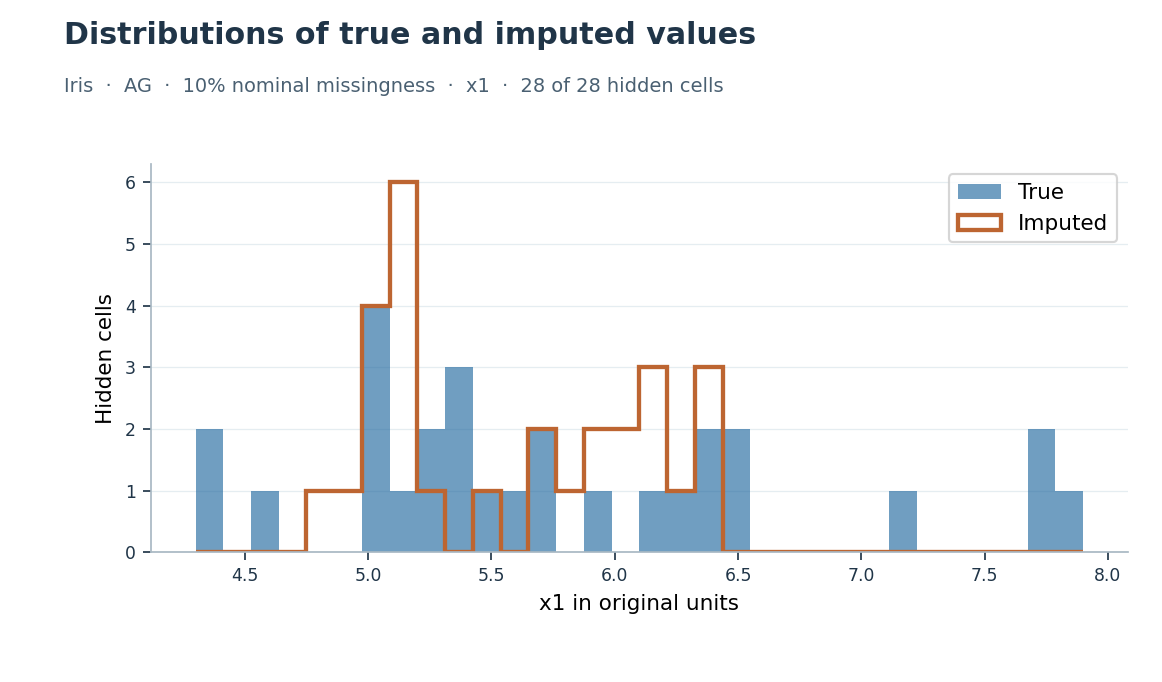 Distributions of true and imputed values
Iris · AG · 10% nominal missingness · x1 · 28 of 28 hidden cells
True
Imputed
Hidden cells
6
5
4
3
2
1
0
4.5 5.0 5.5 6.0 6.5 7.0 7.5 8.0
x1 in original units